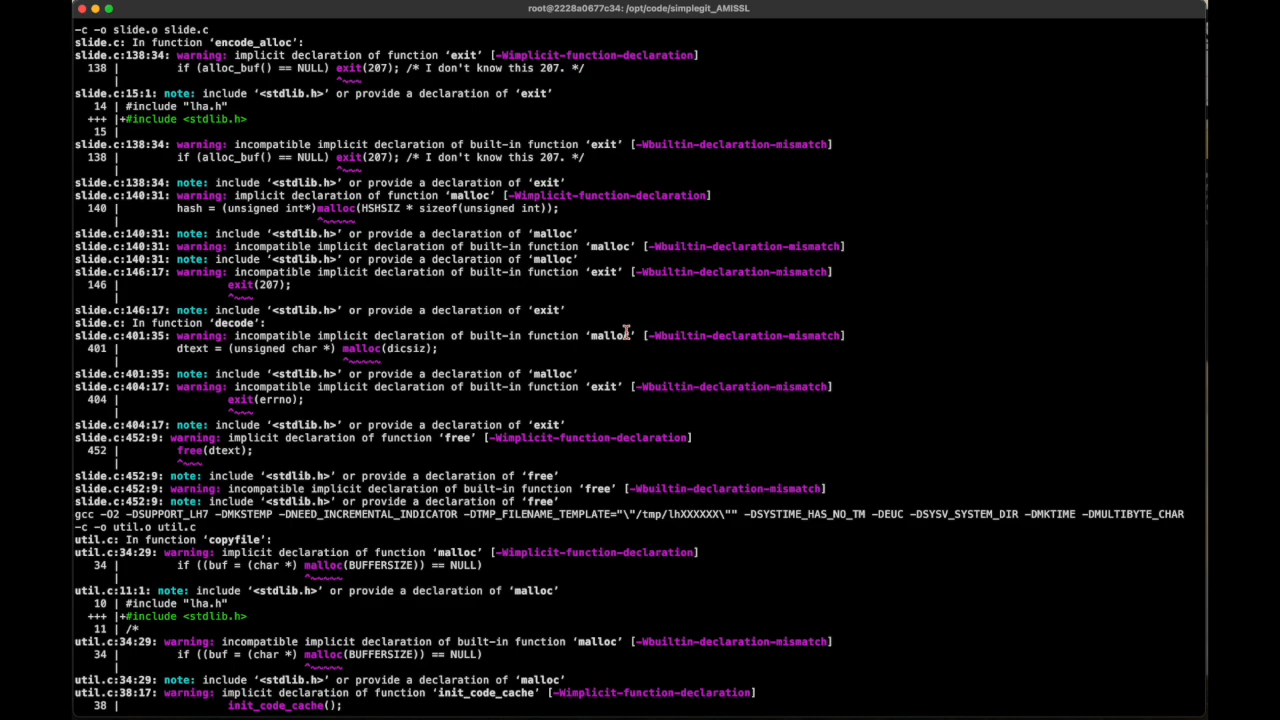 root@2228a0677c34: /opt/code/simplegit_AMISSL
-c -o slide.o slide.c
slide.c: In function ‘encode_alloc’:
slide.c:138:34: warning: implicit declaration of function ‘exit’ [-Wimplicit-function-declaration]
138 |         if (alloc_buf() == NULL) exit(207); /* I don't know this 207. */
|                                  ^~~~
slide.c:15:1: note: include ‘<stdlib.h>’ or provide a declaration of ‘exit’
14 | #include "lha.h"
+++ |+#include <stdlib.h>
15 |
slide.c:138:34: warning: incompatible implicit declaration of built-in function ‘exit’ [-Wbuiltin-declaration-mismatch]
138 |         if (alloc_buf() == NULL) exit(207); /* I don't know this 207. */
|                                  ^~~~
slide.c:138:34: note: include ‘<stdlib.h>’ or provide a declaration of ‘exit’
slide.c:140:31: warning: implicit declaration of function ‘malloc’ [-Wimplicit-function-declaration]
140 |         hash = (unsigned int*)malloc(HSHSIZ * sizeof(unsigned int));
|                               ^~~~~~
slide.c:140:31: note: include ‘<stdlib.h>’ or provide a declaration of ‘malloc’
slide.c:140:31: warning: incompatible implicit declaration of built-in function ‘malloc’ [-Wbuiltin-declaration-mismatch]
slide.c:140:31: note: include ‘<stdlib.h>’ or provide a declaration of ‘malloc’
slide.c:146:17: warning: incompatible implicit declaration of built-in function ‘exit’ [-Wbuiltin-declaration-mismatch]
146 |                 exit(207);
|                 ^~~~
slide.c:146:17: note: include ‘<stdlib.h>’ or provide a declaration of ‘exit’
slide.c: In function ‘decode’:
slide.c:401:35: warning: incompatible implicit declaration of built-in function ‘malloc’ [-Wbuiltin-declaration-mismatch]
401 |         dtext = (unsigned char *) malloc(dicsiz);
|                                   ^~~~~~
slide.c:401:35: note: include ‘<stdlib.h>’ or provide a declaration of ‘malloc’
slide.c:404:17: warning: incompatible implicit declaration of built-in function ‘exit’ [-Wbuiltin-declaration-mismatch]
404 |                 exit(errno);
|                 ^~~~
slide.c:404:17: note: include ‘<stdlib.h>’ or provide a declaration of ‘exit’
slide.c:452:9: warning: implicit declaration of function ‘free’ [-Wimplicit-function-declaration]
452 |         free(dtext);
|         ^~~~
slide.c:452:9: note: include ‘<stdlib.h>’ or provide a declaration of ‘free’
slide.c:452:9: warning: incompatible implicit declaration of built-in function ‘free’ [-Wbuiltin-declaration-mismatch]
slide.c:452:9: note: include ‘<stdlib.h>’ or provide a declaration of ‘free’
gcc -O2 -DSUPPORT_LH7 -DMKSTEMP -DNEED_INCREMENTAL_INDICATOR -DTMP_FILENAME_TEMPLATE="\"/tmp/lhXXXXXX\"" -DSYSTIME_HAS_NO_TM -DEUC -DSYSV_SYSTEM_DIR -DMKTIME -DMULTIBYTE_CHAR
-c -o util.o util.c
util.c: In function ‘copyfile’:
util.c:34:29: warning: implicit declaration of function ‘malloc’ [-Wimplicit-function-declaration]
34 |         if ((buf = (char *) malloc(BUFFERSIZE)) == NULL)
|                             ^~~~~~
util.c:11:1: note: include ‘<stdlib.h>’ or provide a declaration of ‘malloc’
10 | #include "lha.h"
+++ |+#include <stdlib.h>
11 | /*
util.c:34:29: warning: incompatible implicit declaration of built-in function ‘malloc’ [-Wbuiltin-declaration-mismatch]
34 |         if ((buf = (char *) malloc(BUFFERSIZE)) == NULL)
|                             ^~~~~~
util.c:34:29: note: include ‘<stdlib.h>’ or provide a declaration of ‘malloc’
util.c:38:17: warning: implicit declaration of function ‘init_code_cache’ [-Wimplicit-function-declaration]
38 |                 init_code_cache();